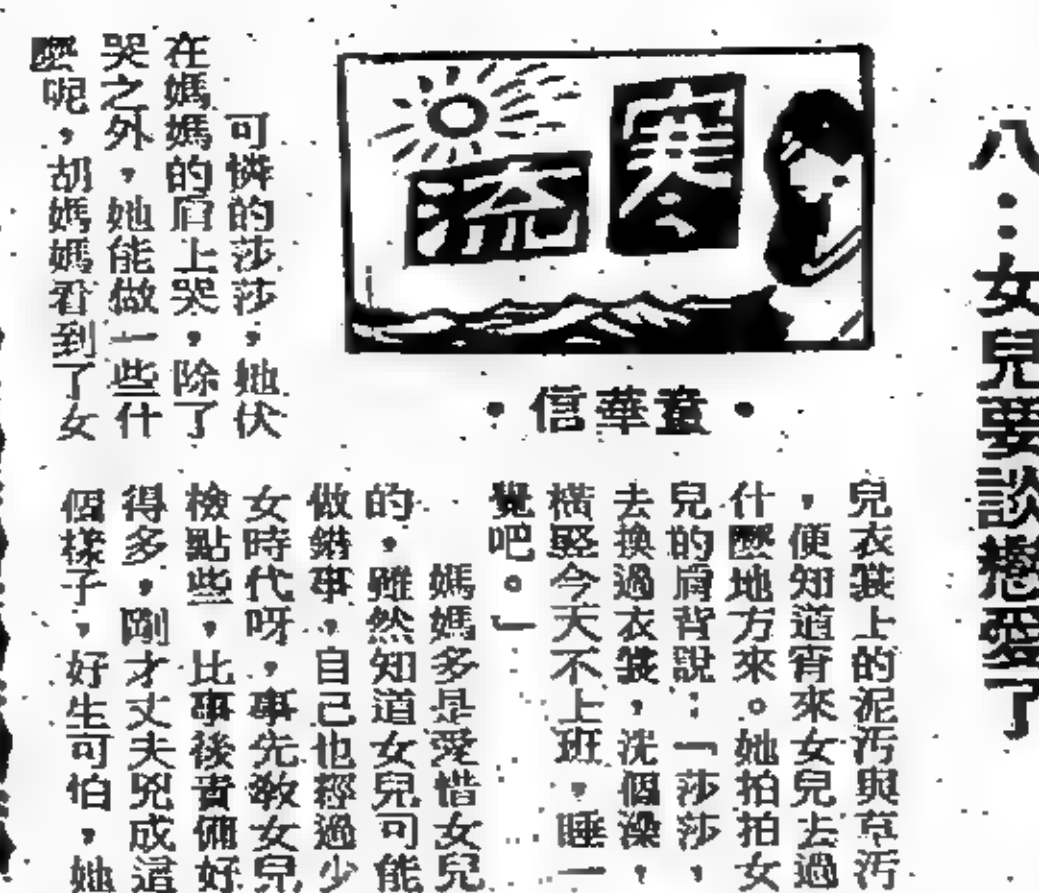 八：女兒要談戀愛了
寒流
•信華賁•
可憐的莎莎，她伏
在媽媽的肩上哭，除了
哭之外，她能做一些什
麼呢，胡媽媽看到了女
兒衣裳上的泥汚與草汚
，便知道宵來女兒去過
什麼地方來。她拍拍女
兒的肩背說：「莎莎，
去換過衣裳，洗個澡，
橫竪今天不上班，睡一
覺吧。」
媽媽多是愛惜女兒
的，雖然知道女兒可能
做錯事，自己也經過少
女時代呀，事先敎女兒
檢點些，比事後責備好
得多，剛才丈夫兇成這
個樣子，好生可怕，她